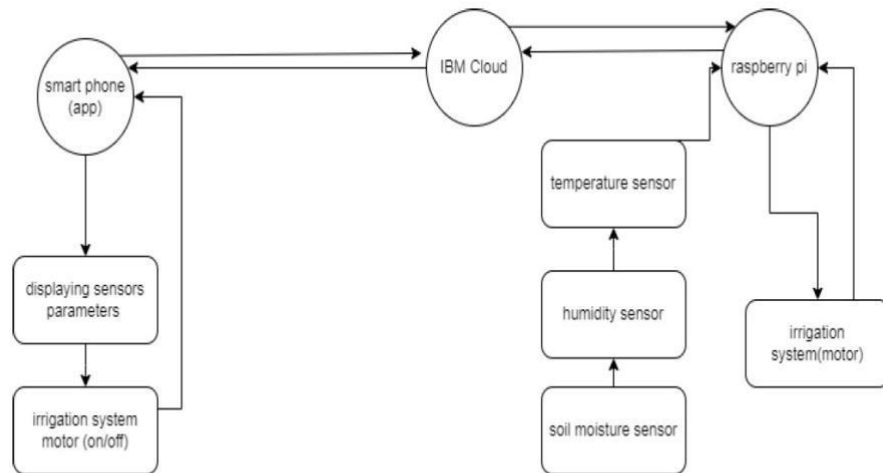 smart phone
(app)
IBM Cloud
raspberry pi
temperature sensor
displaying sensors
parameters
humidity sensor
irrigation
system(motor)
irrigation system
motor (on/off)
soil moisture sensor